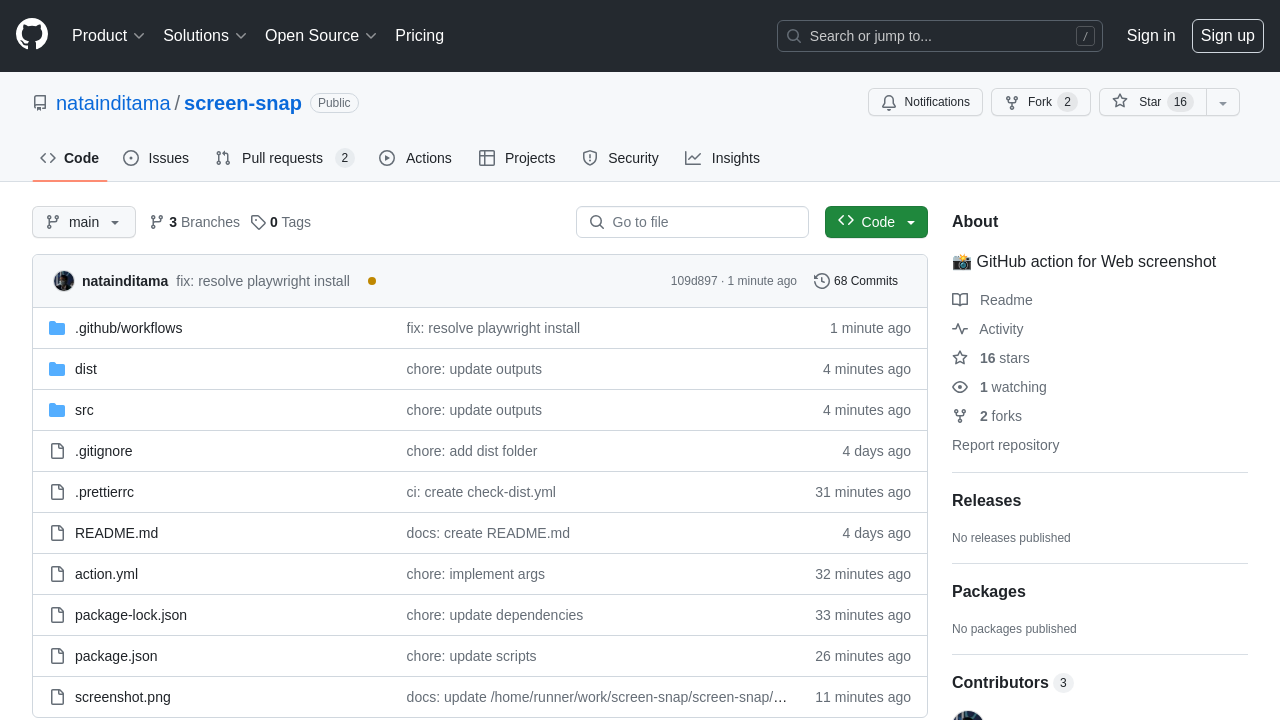 Product Solutions Open Source Pricing Search or jump to... / Sign in Sign up
natainditama / screen-snap Public Notifications Fork 2 Star 16
Code Issues Pull requests 2 Actions Projects Security Insights
main 3 Branches 0 Tags Go to file Code
natainditama fix: resolve playwright install 109d897 · 1 minute ago 68 Commits
.github/workflows fix: resolve playwright install 1 minute ago
dist chore: update outputs 4 minutes ago
src chore: update outputs 4 minutes ago
.gitignore chore: add dist folder 4 days ago
.prettierrc ci: create check-dist.yml 31 minutes ago
README.md docs: create README.md 4 days ago
action.yml chore: implement args 32 minutes ago
package-lock.json chore: update dependencies 33 minutes ago
package.json chore: update scripts 26 minutes ago
screenshot.png docs: update /home/runner/work/screen-snap/screen-snap/... 11 minutes ago
About
📸 GitHub action for Web screenshot
Readme
Activity
16 stars
1 watching
2 forks
Report repository
Releases
No releases published
Packages
No packages published
Contributors 3